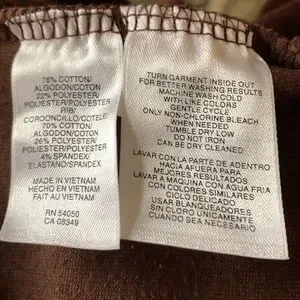 78% COTTON/
ALGODON/COTON
22% POLYESTER/
POLIESTER/POLYESTER
RIB/
CORDONCILLO/COTELE:
70% COTTON/
ALGODON/COTON
26% POLYESTER/
POLIESTER/POLYESTER
4% SPANDEX/
ELASTANO/SPANDEX
MADE IN VIETNAM
HECHO EN VIETNAM
FAIT AU VIETNAM
RN 54050
CA 08349
TURN GARMENT INSIDE OUT
FOR BETTER WASHING RESULTS
MACHINE WASH COLD
WITH LIKE COLORS
GENTLE CYCLE
ONLY NON-CHLORINE BLEACH
WHEN NEEDED
TUMBLE DRY LOW
DO NOT IRON
CAN BE DRY CLEANED
LAVAR CON LA PARTE DE ADENTRO
HACIA AFUERA PARA
MEJORES RESULTADOS
LAVAR A MAQUINA CON AGUA FRIA
CON COLORES SIMILARES
CICLO DELICADO
USAR BLANQUEADORES
SIN CLORO UNICAMENTE
CUANDO SEA NECESARIO